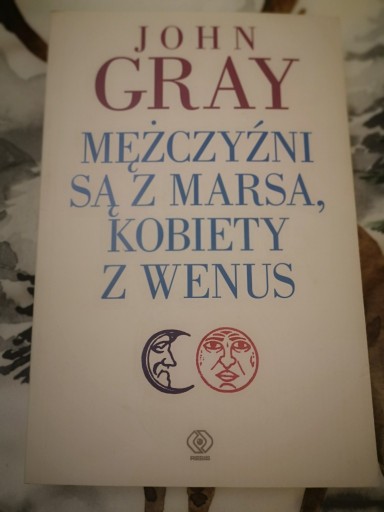 JOHN
GRAY
MĘŻCZYŹNI
SĄ Z MARSA,
KOBIETY
Z WENUS